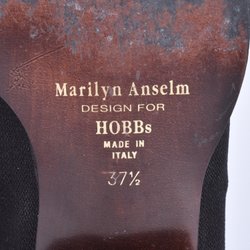 Marilyn Anselm
DESIGN FOR
HOBBs
MADE IN
ITALY
37½